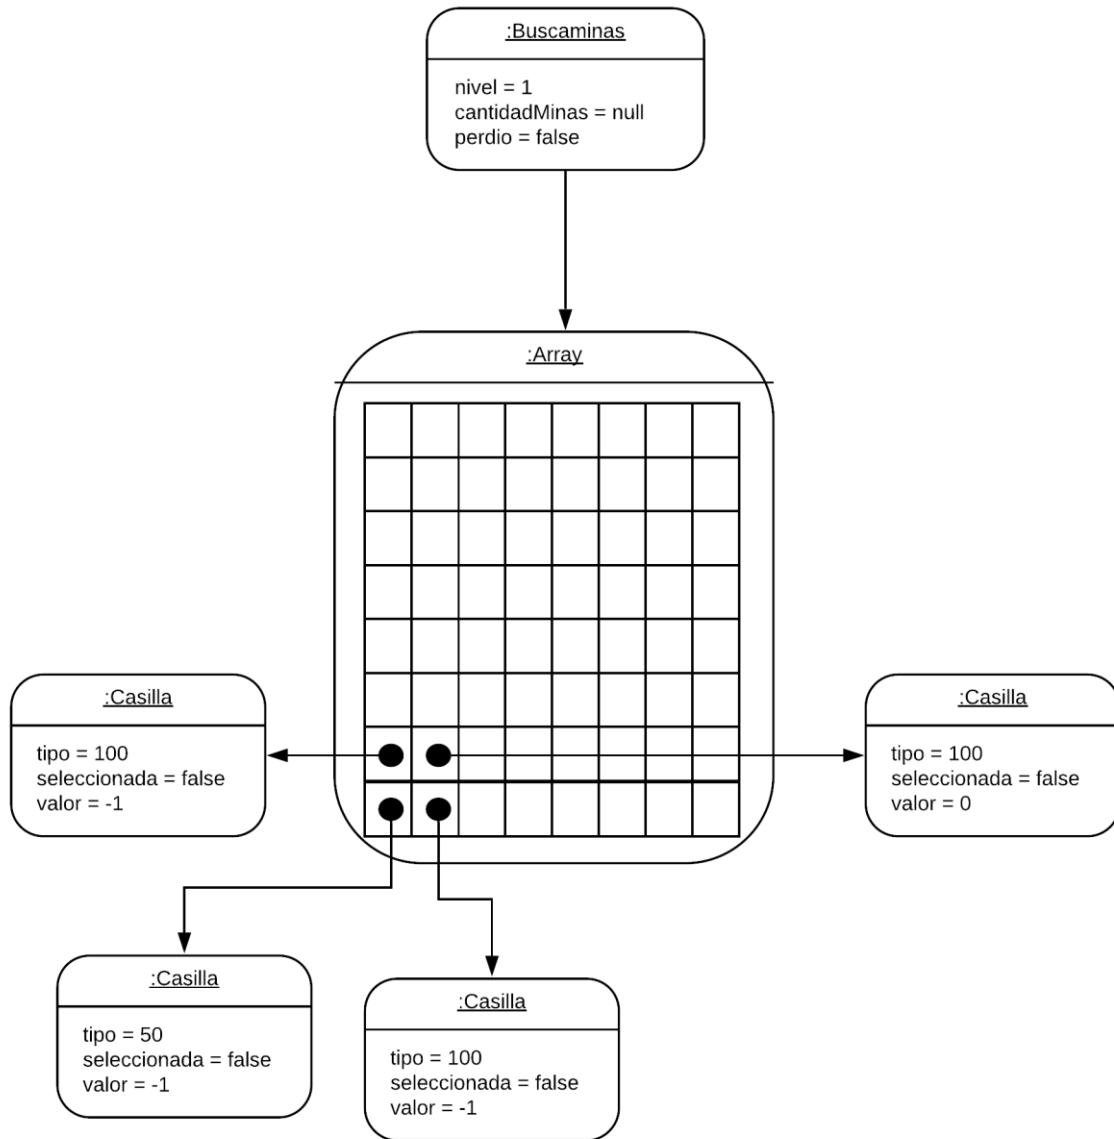 :Buscaminas
nivel = 1
cantidadMinas = null
perdio = false
:Array
:Casilla
tipo = 100
seleccionada = false
valor = -1
:Casilla
tipo = 100
seleccionada = false
valor = 0
:Casilla
tipo = 50
seleccionada = false
valor = -1
:Casilla
tipo = 100
seleccionada = false
valor = -1